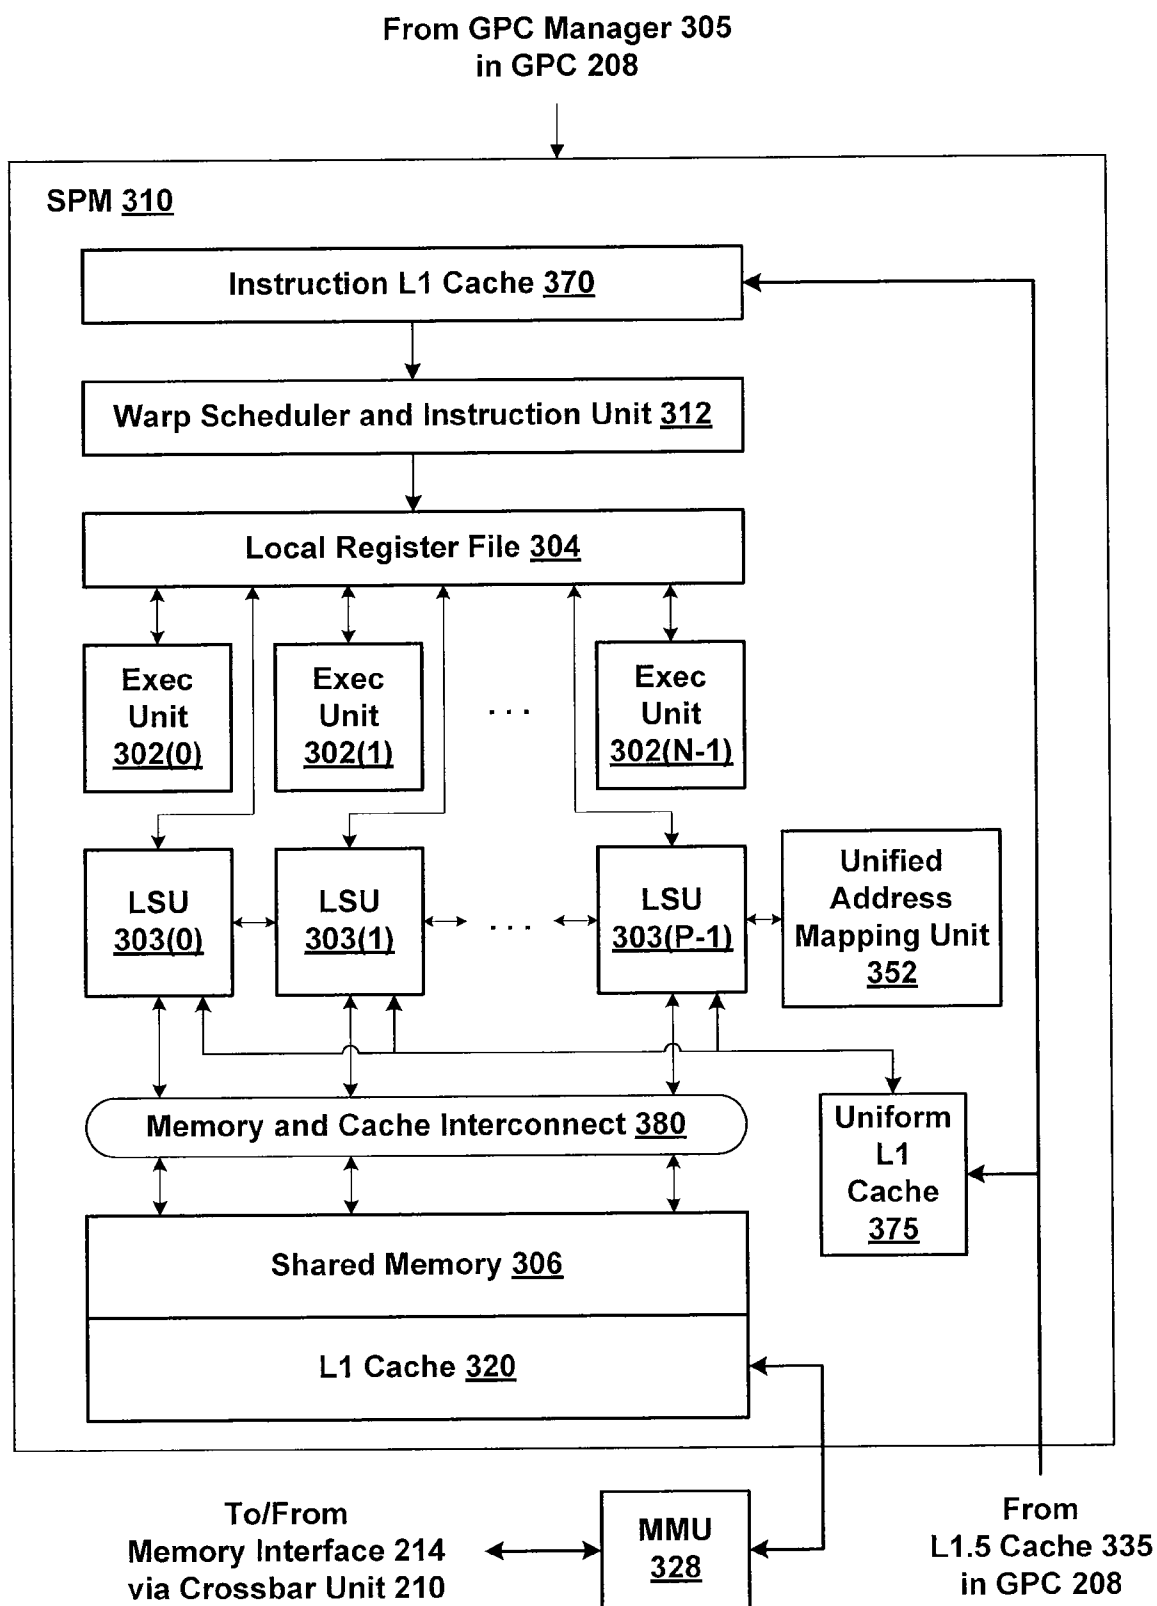 From GPC Manager 305
in GPC 208
SPM 310
Instruction L1 Cache 370
Warp Scheduler and Instruction Unit 312
Local Register File 304
Exec
Unit
302(0)
Exec
Unit
302(1)
. . .
Exec
Unit
302(N-1)
LSU
303(0)
LSU
303(1)
. . .
LSU
303(P-1)
Unified
Address
Mapping Unit
352
Memory and Cache Interconnect 380
Uniform
L1
Cache
375
Shared Memory 306
L1 Cache 320
To/From
Memory Interface 214
via Crossbar Unit 210
MMU
328
From
L1.5 Cache 335
in GPC 208